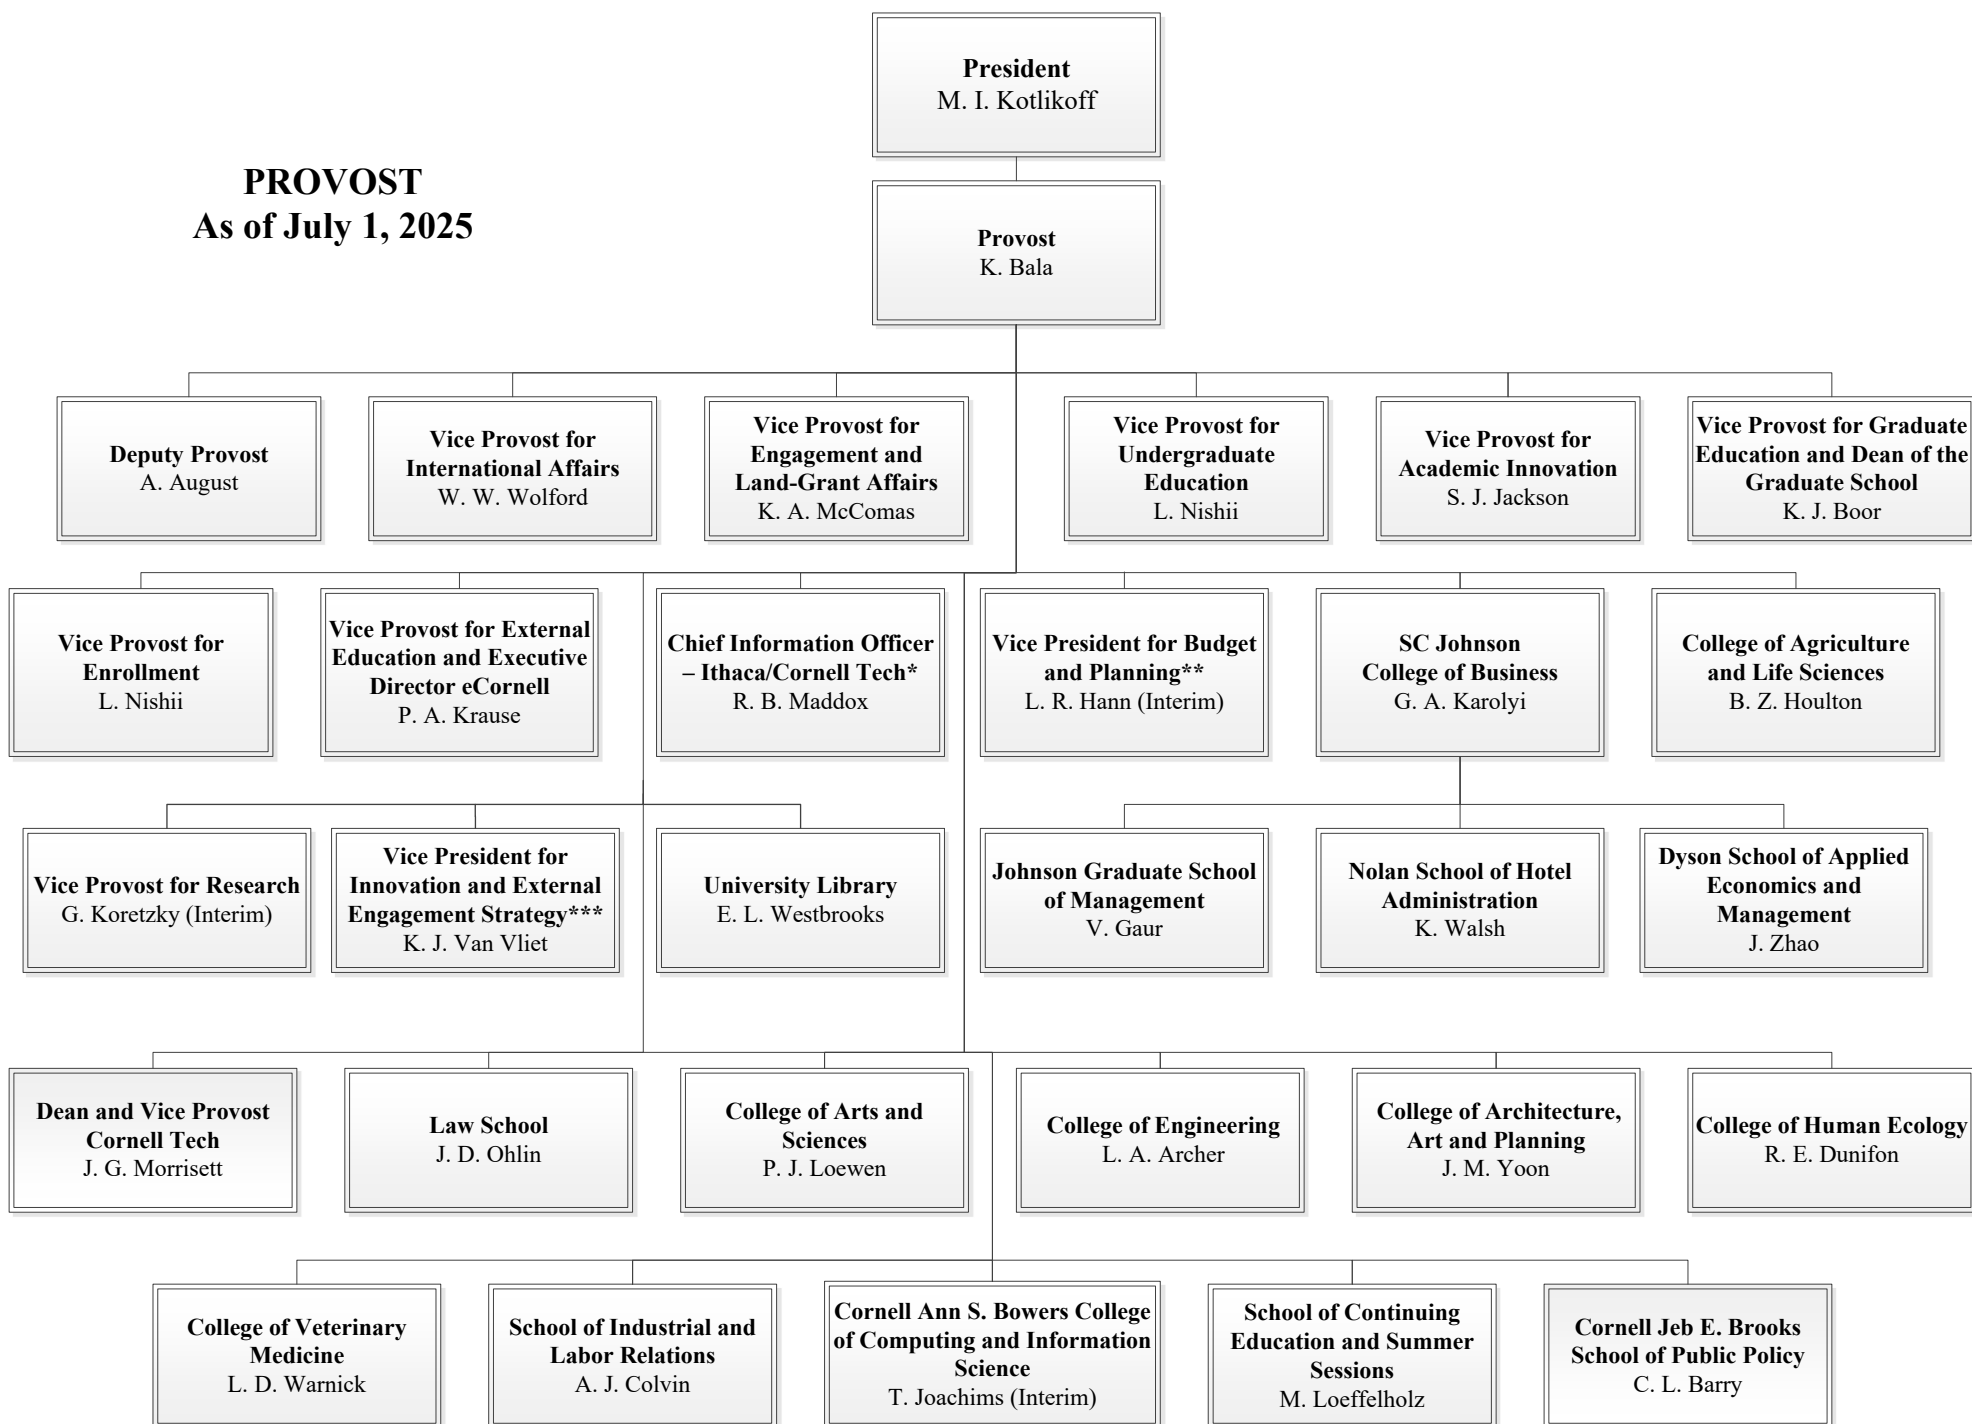 President
M. I. Kotlikoff
PROVOST
As of July 1, 2025
Provost
K. Bala
Deputy Provost
A. August
Vice Provost for
International Affairs
W. W. Wolford
Vice Provost for
Engagement and
Land-Grant Affairs
K. A. McComas
Vice Provost for
Undergraduate
Education
L. Nishii
Vice Provost for
Academic Innovation
S. J. Jackson
Vice Provost for Graduate
Education and Dean of the
Graduate School
K. J. Boor
Vice Provost for
Enrollment
L. Nishii
Vice Provost for External
Education and Executive
Director eCornell
P. A. Krause
Chief Information Officer
– Ithaca/Cornell Tech*
R. B. Maddox
Vice President for Budget
and Planning**
L. R. Hann (Interim)
SC Johnson
College of Business
G. A. Karolyi
College of Agriculture
and Life Sciences
B. Z. Houlton
Vice Provost for Research
G. Koretzky (Interim)
Vice President for
Innovation and External
Engagement Strategy***
K. J. Van Vliet
University Library
E. L. Westbrooks
Johnson Graduate School
of Management
V. Gaur
Nolan School of Hotel
Administration
K. Walsh
Dyson School of Applied
Economics and
Management
J. Zhao
Dean and Vice Provost
Cornell Tech
J. G. Morrisett
Law School
J. D. Ohlin
College of Arts and
Sciences
P. J. Loewen
College of Engineering
L. A. Archer
College of Architecture,
Art and Planning
J. M. Yoon
College of Human Ecology
R. E. Dunifon
College of Veterinary
Medicine
L. D. Warnick
School of Industrial and
Labor Relations
A. J. Colvin
Cornell Ann S. Bowers College
of Computing and Information
Science
T. Joachims (Interim)
School of Continuing
Education and Summer
Sessions
M. Loeffelholz
Cornell Jeb E. Brooks
School of Public Policy
C. L. Barry